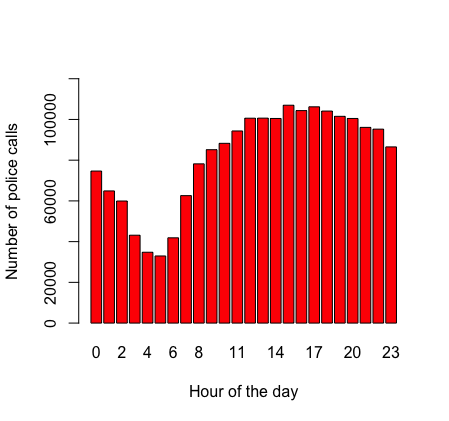 Number of police calls
100000
60000
20000
0
0 2 4 6 8 11 14 17 20 23
Hour of the day